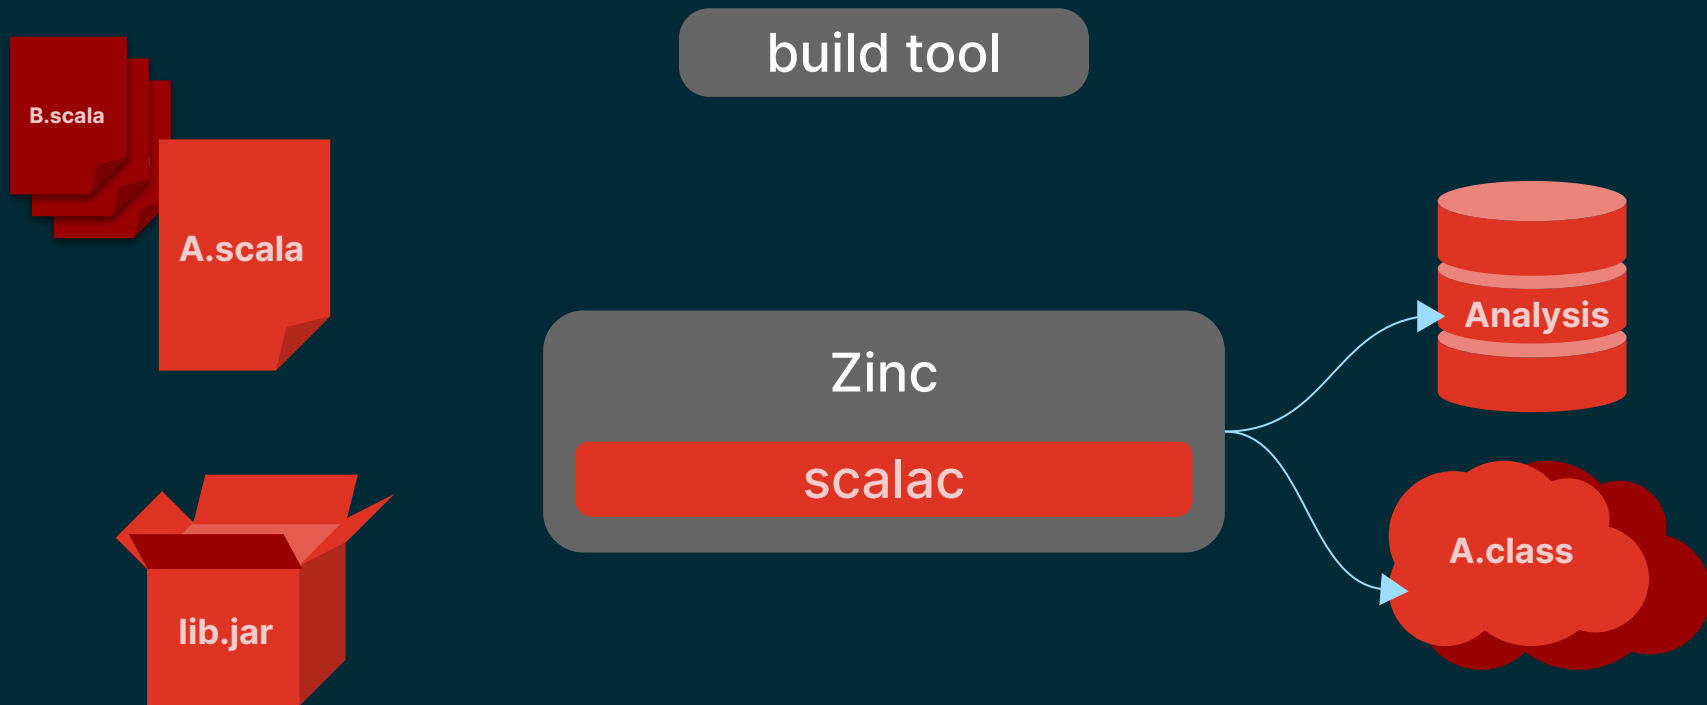 build tool
B.scala
A.scala
Analysis
Zinc
scalac
A.class
lib.jar